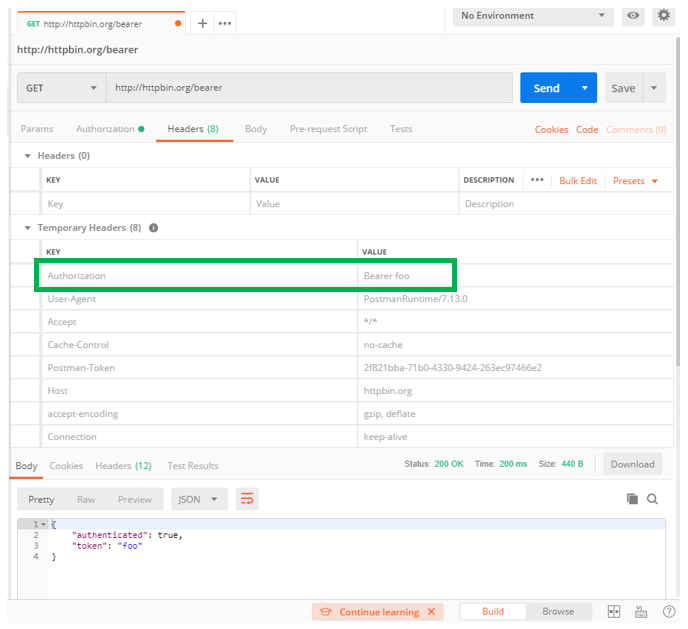 GET http://httpbin.org/bearer + ••• No Environment
http://httpbin.org/bearer
GET http://httpbin.org/bearer Send Save
Params Authorization Headers (8) Body Pre-request Script Tests Cookies Code Comments (0)
Headers (0)
KEY VALUE DESCRIPTION ••• Bulk Edit Presets
Key Value Description
Temporary Headers (8)
KEY VALUE
Authorization Bearer foo
User-Agent PostmanRuntime/7.13.0
Accept */*
Cache-Control no-cache
Postman-Token 2f821bba-71b0-4330-9424-263ec97466e2
Host httpbin.org
accept-encoding gzip, deflate
Connection keep-alive
Body Cookies Headers (12) Test Results Status: 200 OK Time: 200 ms Size: 440 B Download
Pretty Raw Preview JSON
1 {
2 "authenticated": true,
3 "token": "foo"
4 }
Continue learning × Build Browse